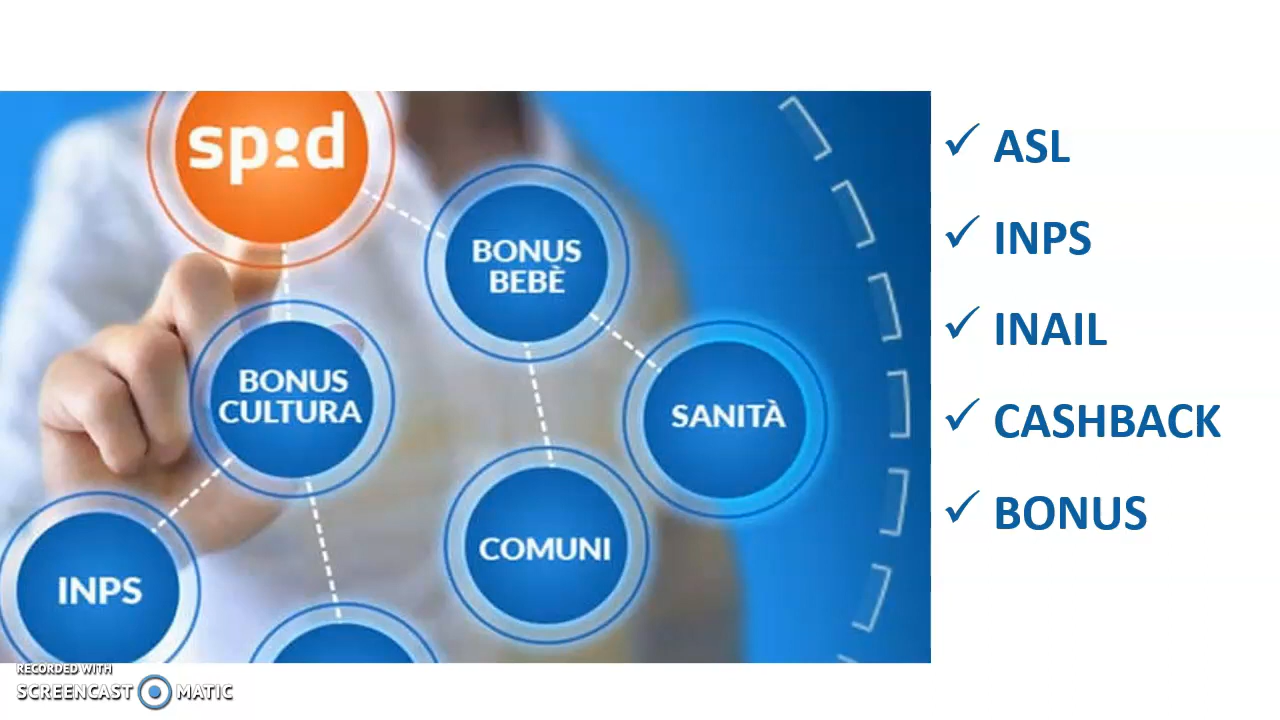 spid
BONUS
BEBÈ
BONUS
CULTURA
SANITÀ
COMUNI
INPS
✓ ASL
✓ INPS
✓ INAIL
✓ CASHBACK
✓ BONUS
RECORDED WITH
SCREENCAST MATIC